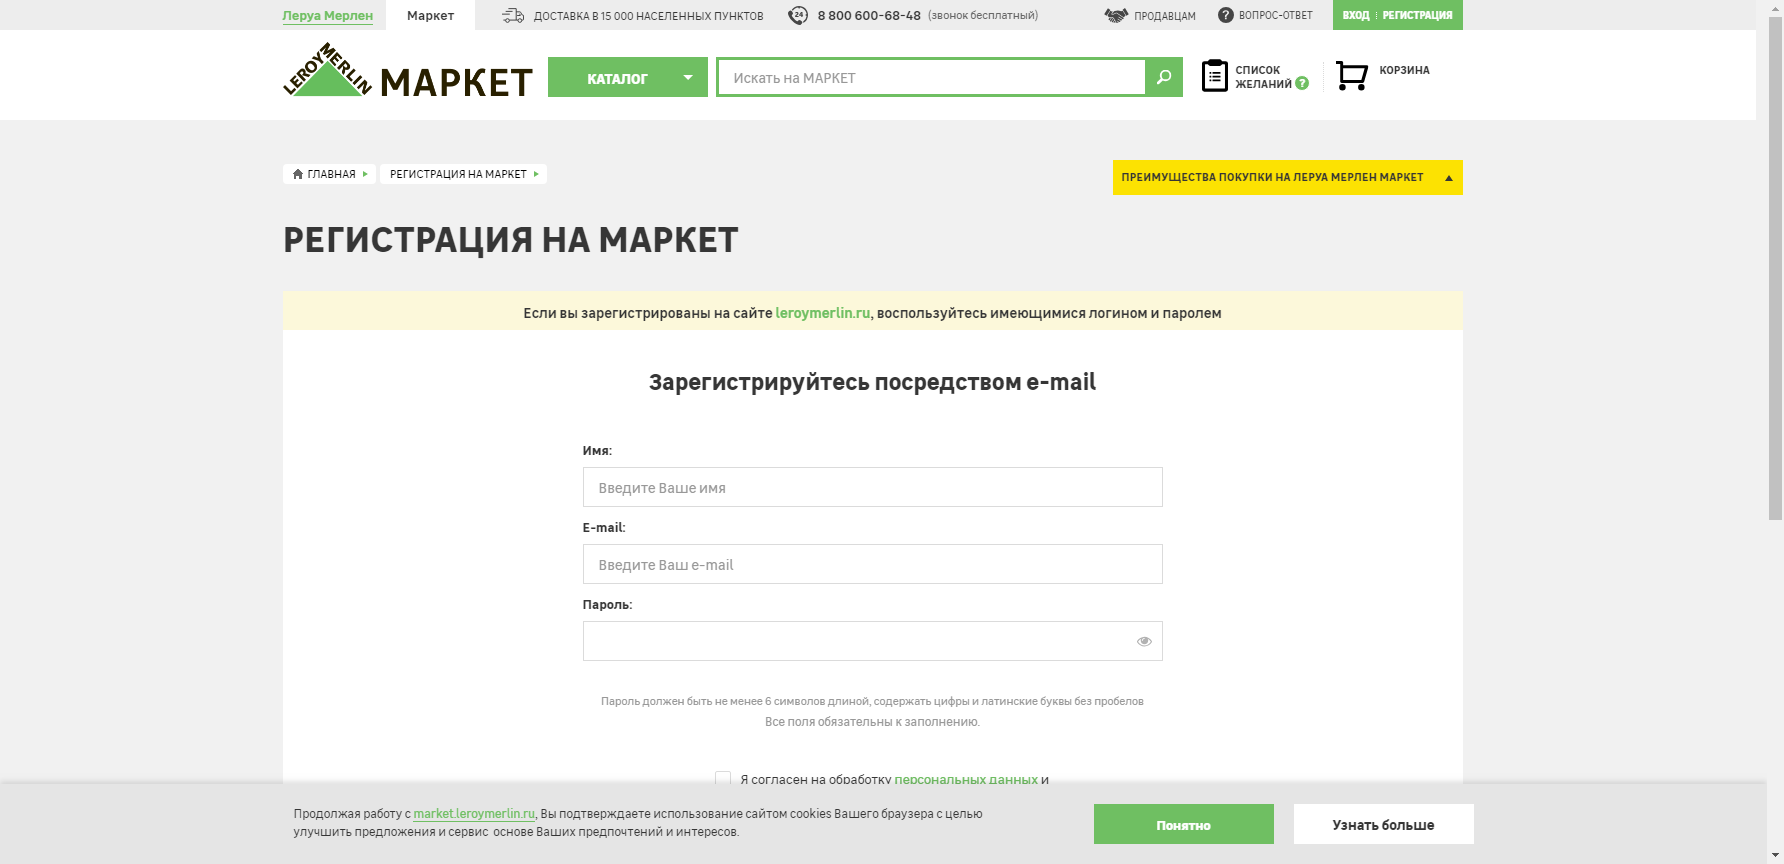 Леруа Мерлен
Маркет
ДОСТАВКА В 15 000 НАСЕЛЕННЫХ ПУНКТОВ
24
8 800 600-68-48 (звонок бесплатный)
ПРОДАВЦАМ
? ВОПРОС-ОТВЕТ
ВХОД
РЕГИСТРАЦИЯ
LEROY MERLIN
МАРКЕТ
КАТАЛОГ
Искать на МАРКЕТ
СПИСОК
ЖЕЛАНИЙ ?
КОРЗИНА
ГЛАВНАЯ
РЕГИСТРАЦИЯ НА МАРКЕТ
ПРЕИМУЩЕСТВА ПОКУПКИ НА ЛЕРУА МЕРЛЕН МАРКЕТ
РЕГИСТРАЦИЯ НА МАРКЕТ
Если вы зарегистрированы на сайте leroymerlin.ru, воспользуйтесь имеющимися логином и паролем
Зарегистрируйтесь посредством e-mail
Имя:
Введите Ваше имя
E-mail:
Введите Ваш e-mail
Пароль:
Пароль должен быть не менее 6 символов длиной, содержать цифры и латинские буквы без пробелов
Все поля обязательны к заполнению.
Я согласен на обработку персональных данных и
Продолжая работу с market.leroymerlin.ru, Вы подтверждаете использование сайтом cookies Вашего браузера с целью
улучшить предложения и сервис основе Ваших предпочтений и интересов.
Понятно
Узнать больше